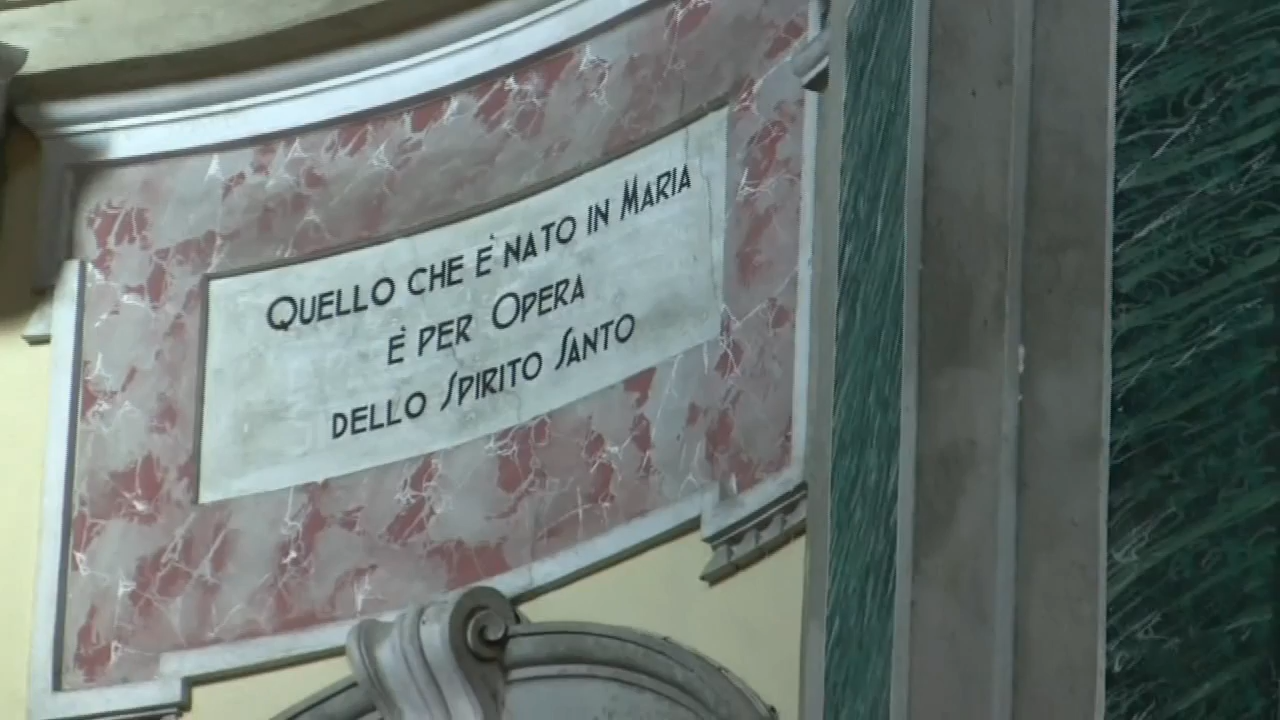 QUELLO CHE E' NATO IN MARIA
È PER OPERA
DELLO SPIRITO SANTO